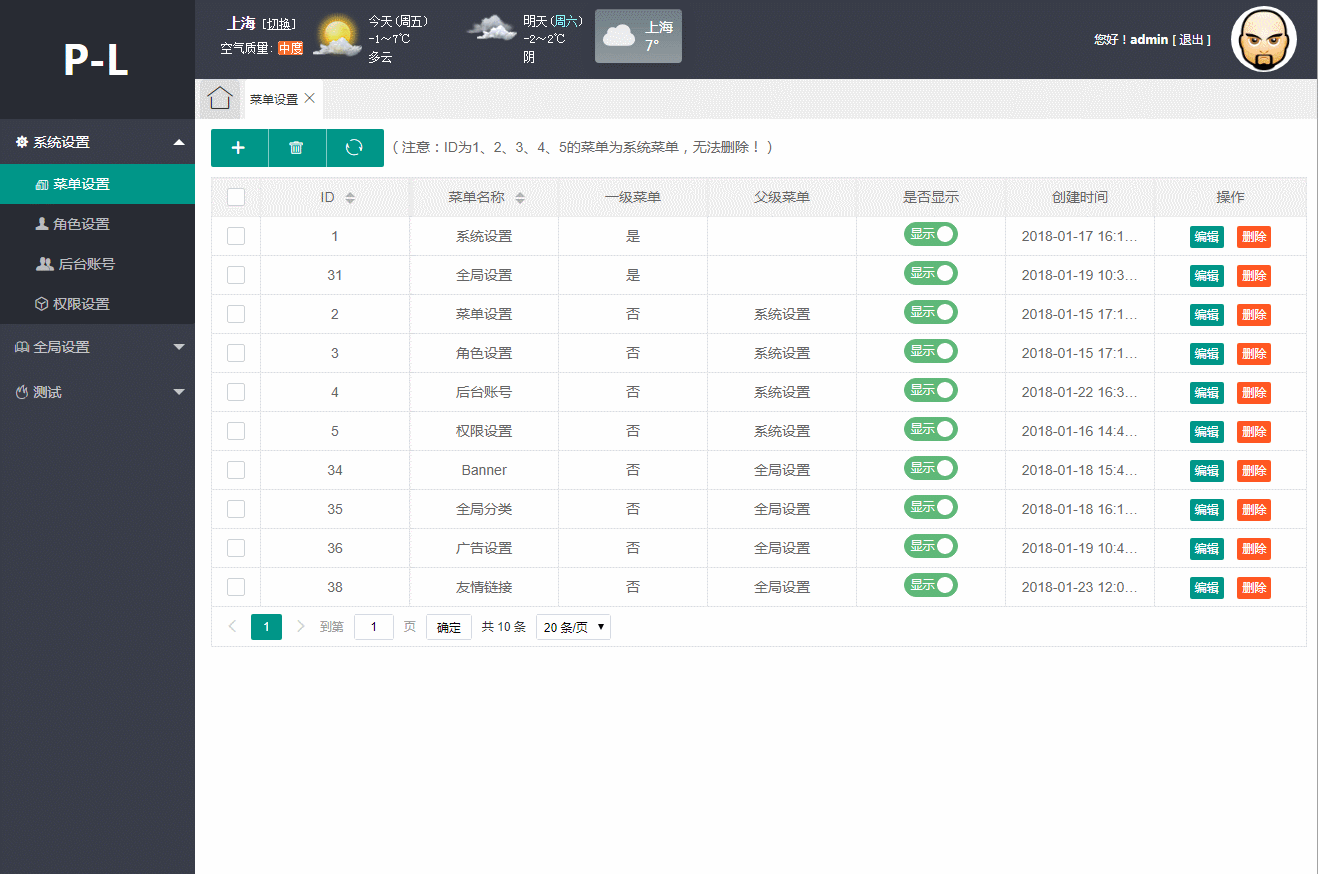 P-L
上海 [切换]
空气质量: 中度
今天(周五)
-1～7℃
多云
明天(周六)
-2～2℃
阴
上海
7°
您好！admin [ 退出 ]
系统设置
菜单设置
角色设置
后台账号
权限设置
全局设置
测试
菜单设置
( 注意：ID为1、2、3、4、5的菜单为系统菜单，无法删除！ )
ID 菜单名称 一级菜单 父级菜单 是否显示 创建时间 操作
1 系统设置 是 显示 2018-01-17 16:1... 编辑 删除
31 全局设置 是 显示 2018-01-19 10:3... 编辑 删除
2 菜单设置 否 系统设置 显示 2018-01-15 17:1... 编辑 删除
3 角色设置 否 系统设置 显示 2018-01-15 17:1... 编辑 删除
4 后台账号 否 系统设置 显示 2018-01-22 16:3... 编辑 删除
5 权限设置 否 系统设置 显示 2018-01-16 14:4... 编辑 删除
34 Banner 否 全局设置 显示 2018-01-18 15:4... 编辑 删除
35 全局分类 否 全局设置 显示 2018-01-18 16:1... 编辑 删除
36 广告设置 否 全局设置 显示 2018-01-19 10:4... 编辑 删除
38 友情链接 否 全局设置 显示 2018-01-23 12:0... 编辑 删除
1 到第 1 页 确定 共 10 条 20 条/页